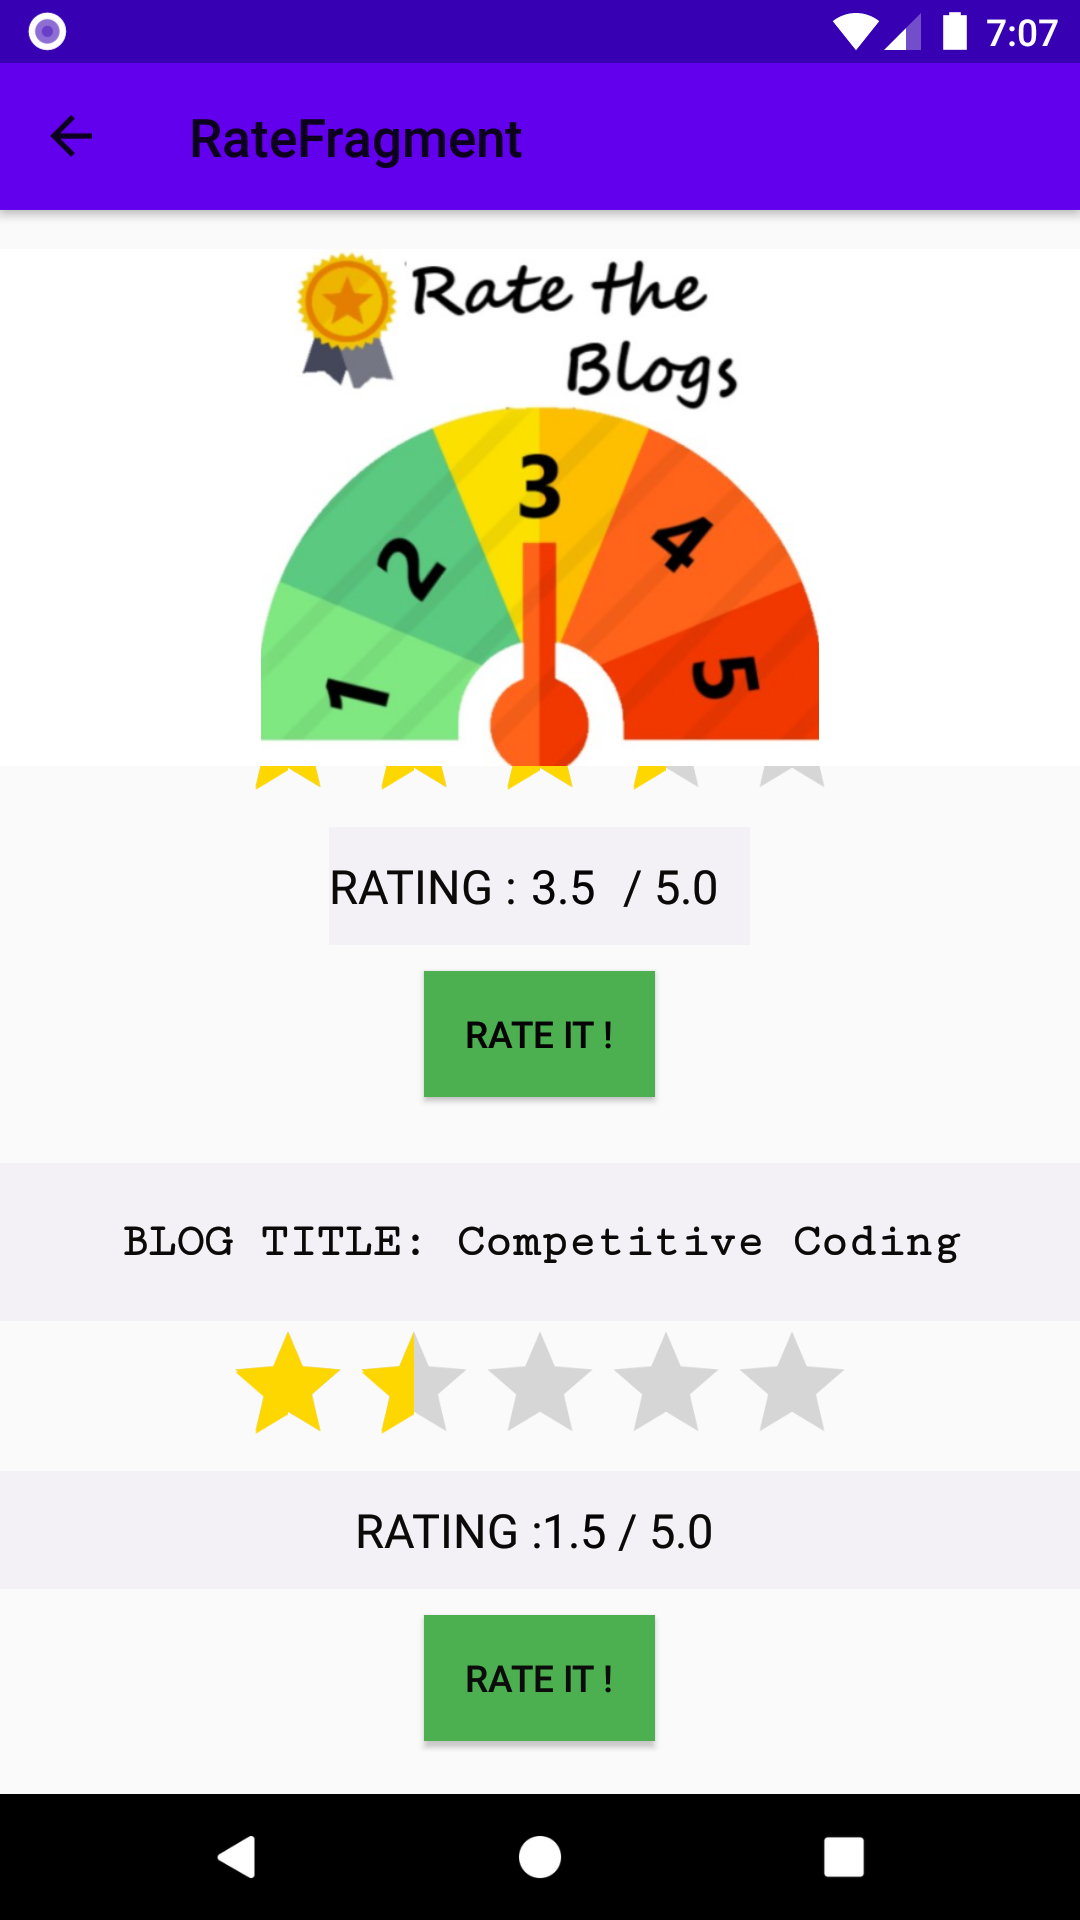 7:07
RateFragment
Rate the
Blogs
1
2
3
4
5
RATING : 3.5 / 5.0
RATE IT !
BLOG TITLE: Competitive Coding
RATING :1.5 / 5.0
RATE IT !